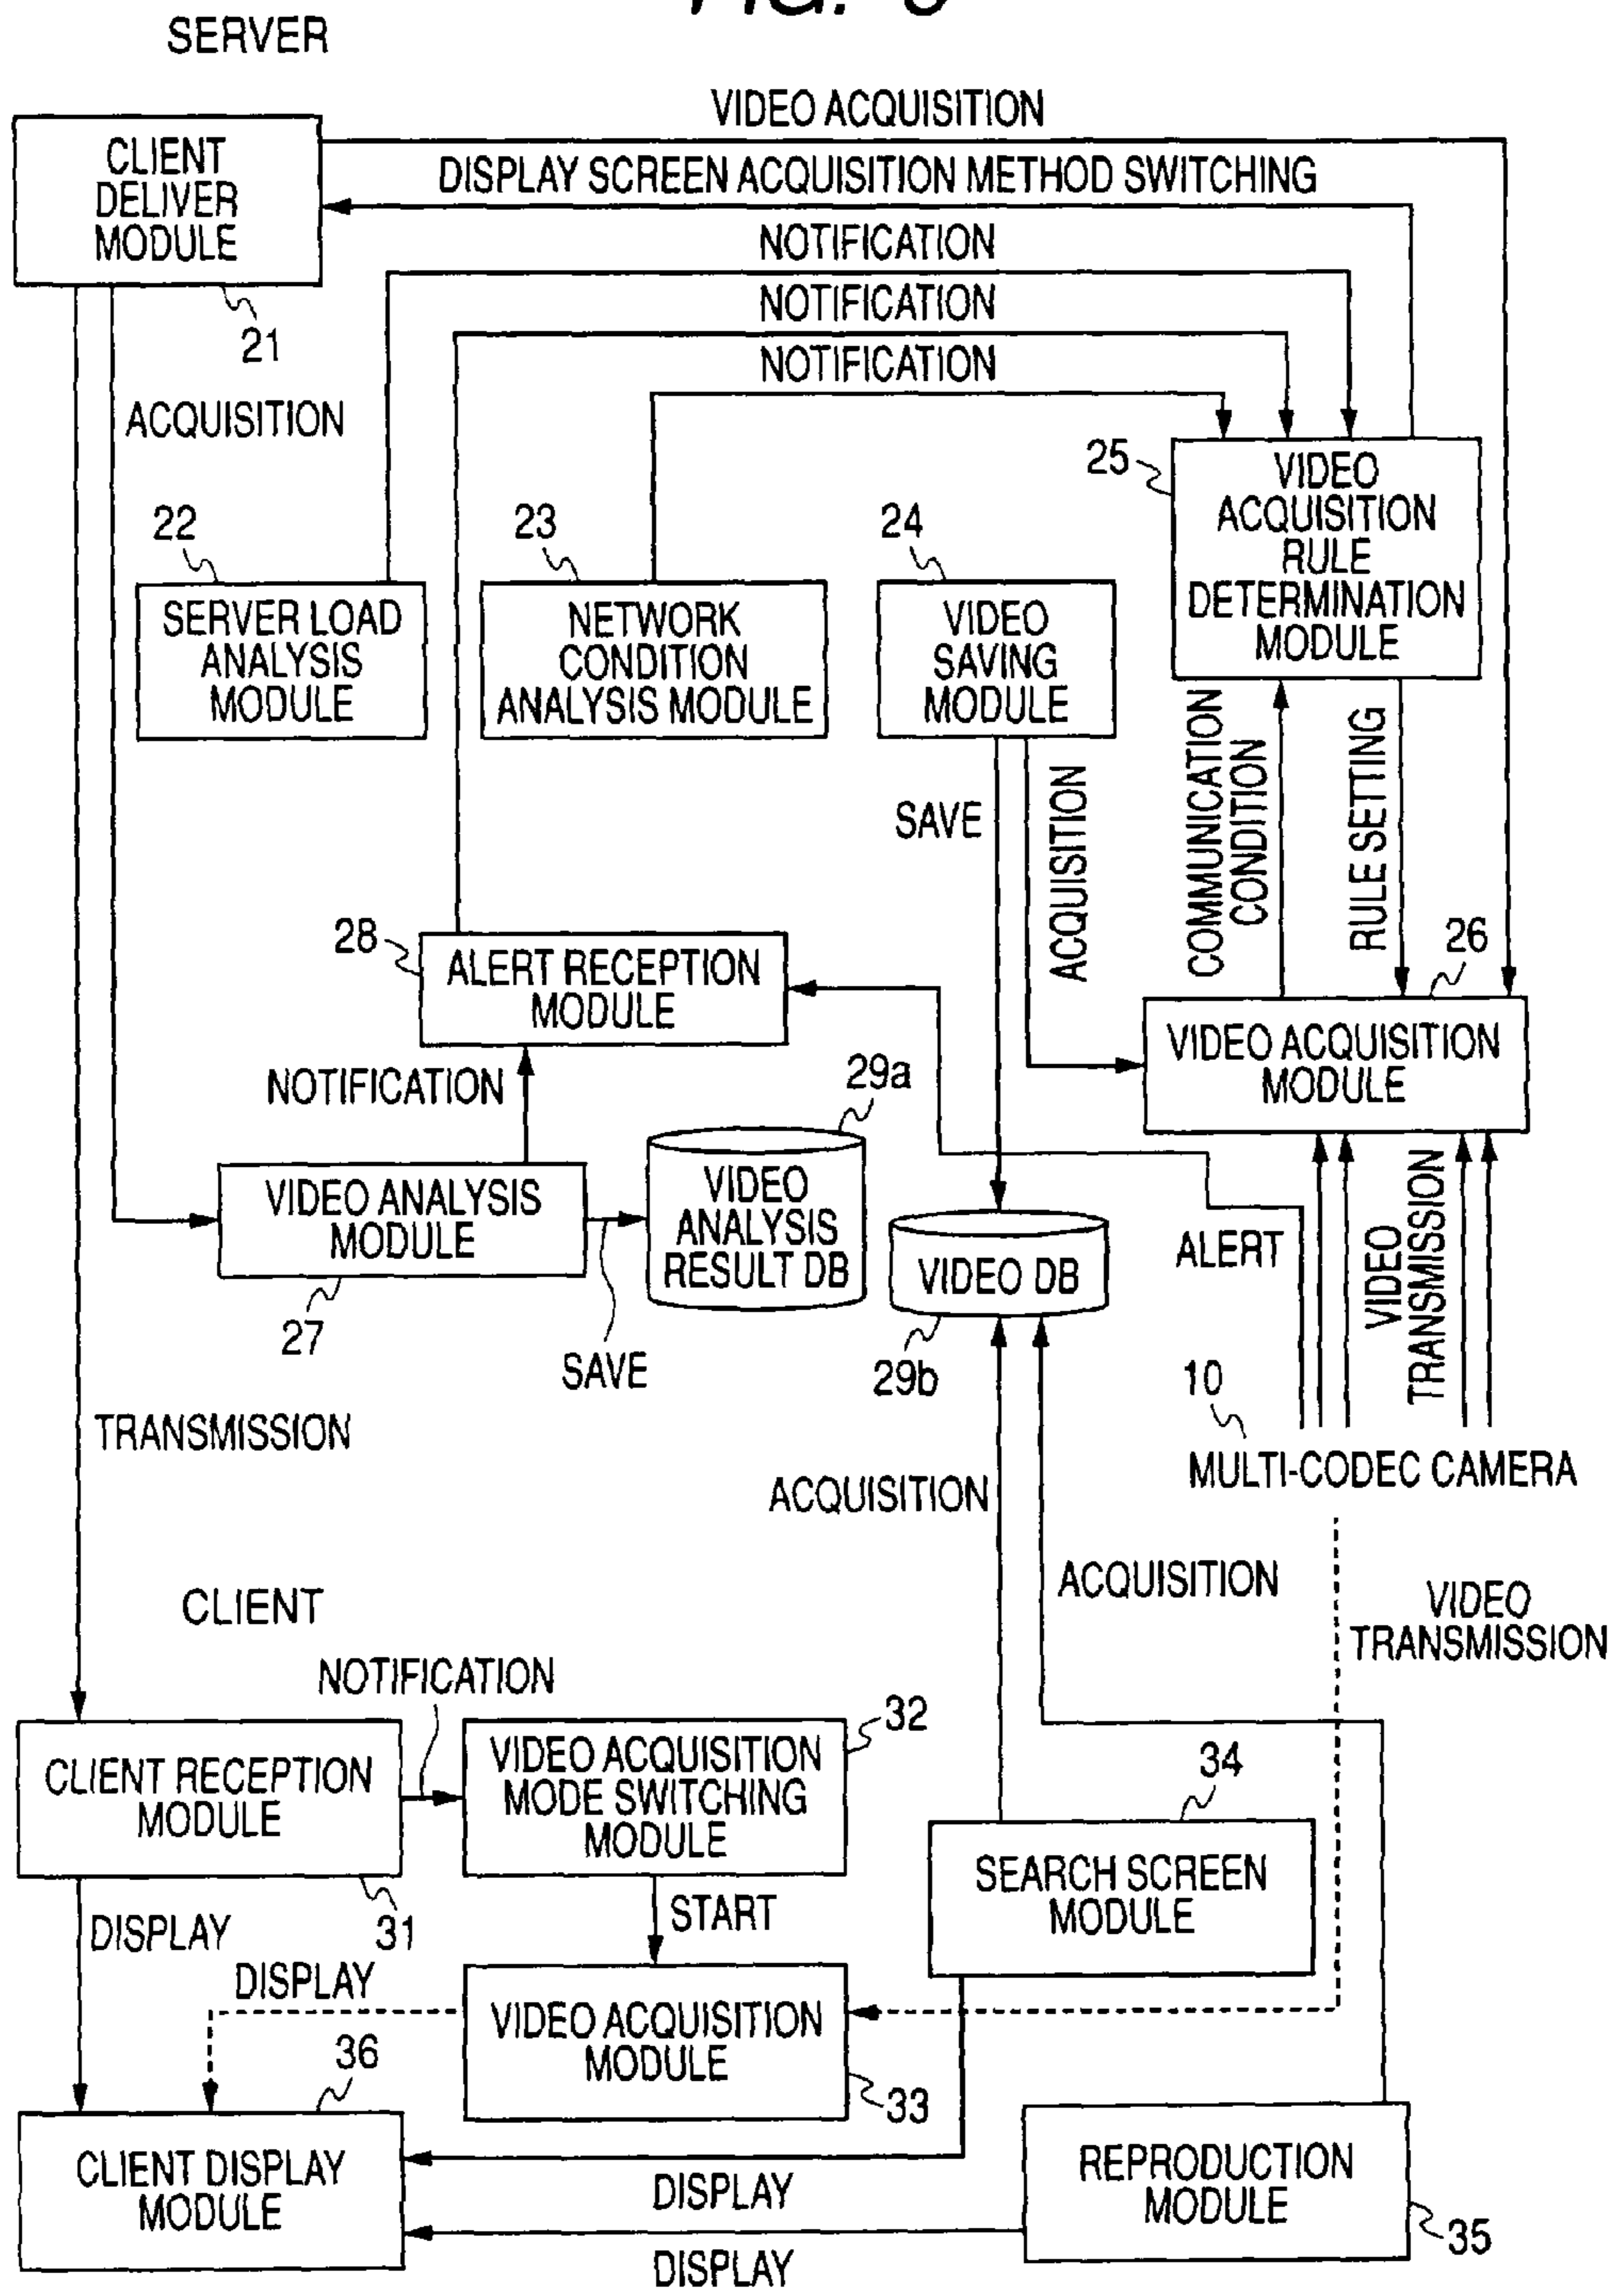 SERVER
VIDEO ACQUISITION
CLIENT
DELIVER
MODULE
DISPLAY SCREEN ACQUISITION METHOD SWITCHING
NOTIFICATION
NOTIFICATION
21
NOTIFICATION
ACQUISITION
25
VIDEO
ACQUISITION
RULE
DETERMINATION
MODULE
22
23
24
SERVER LOAD
ANALYSIS
MODULE
NETWORK
CONDITION
ANALYSIS MODULE
VIDEO
SAVING
MODULE
SAVE
ACQUISITION
COMMUNICATION
CONDITION
RULE SETTING
28
26
ALERT RECEPTION
MODULE
VIDEO ACQUISITION
MODULE
NOTIFICATION
29a
VIDEO ANALYSIS
MODULE
VIDEO
ANALYSIS
RESULT DB
VIDEO DB
ALERT
VIDEO
TRANSMISSION
27
SAVE
29b
10
TRANSMISSION
MULTI-CODEC CAMERA
ACQUISITION
ACQUISITION
CLIENT
VIDEO
TRANSMISSION
NOTIFICATION
32
CLIENT RECEPTION
MODULE
VIDEO ACQUISITION
MODE SWITCHING
MODULE
34
SEARCH SCREEN
MODULE
31
DISPLAY
START
DISPLAY
VIDEO ACQUISITION
MODULE
36
33
CLIENT DISPLAY
MODULE
REPRODUCTION
MODULE
DISPLAY
35
DISPLAY